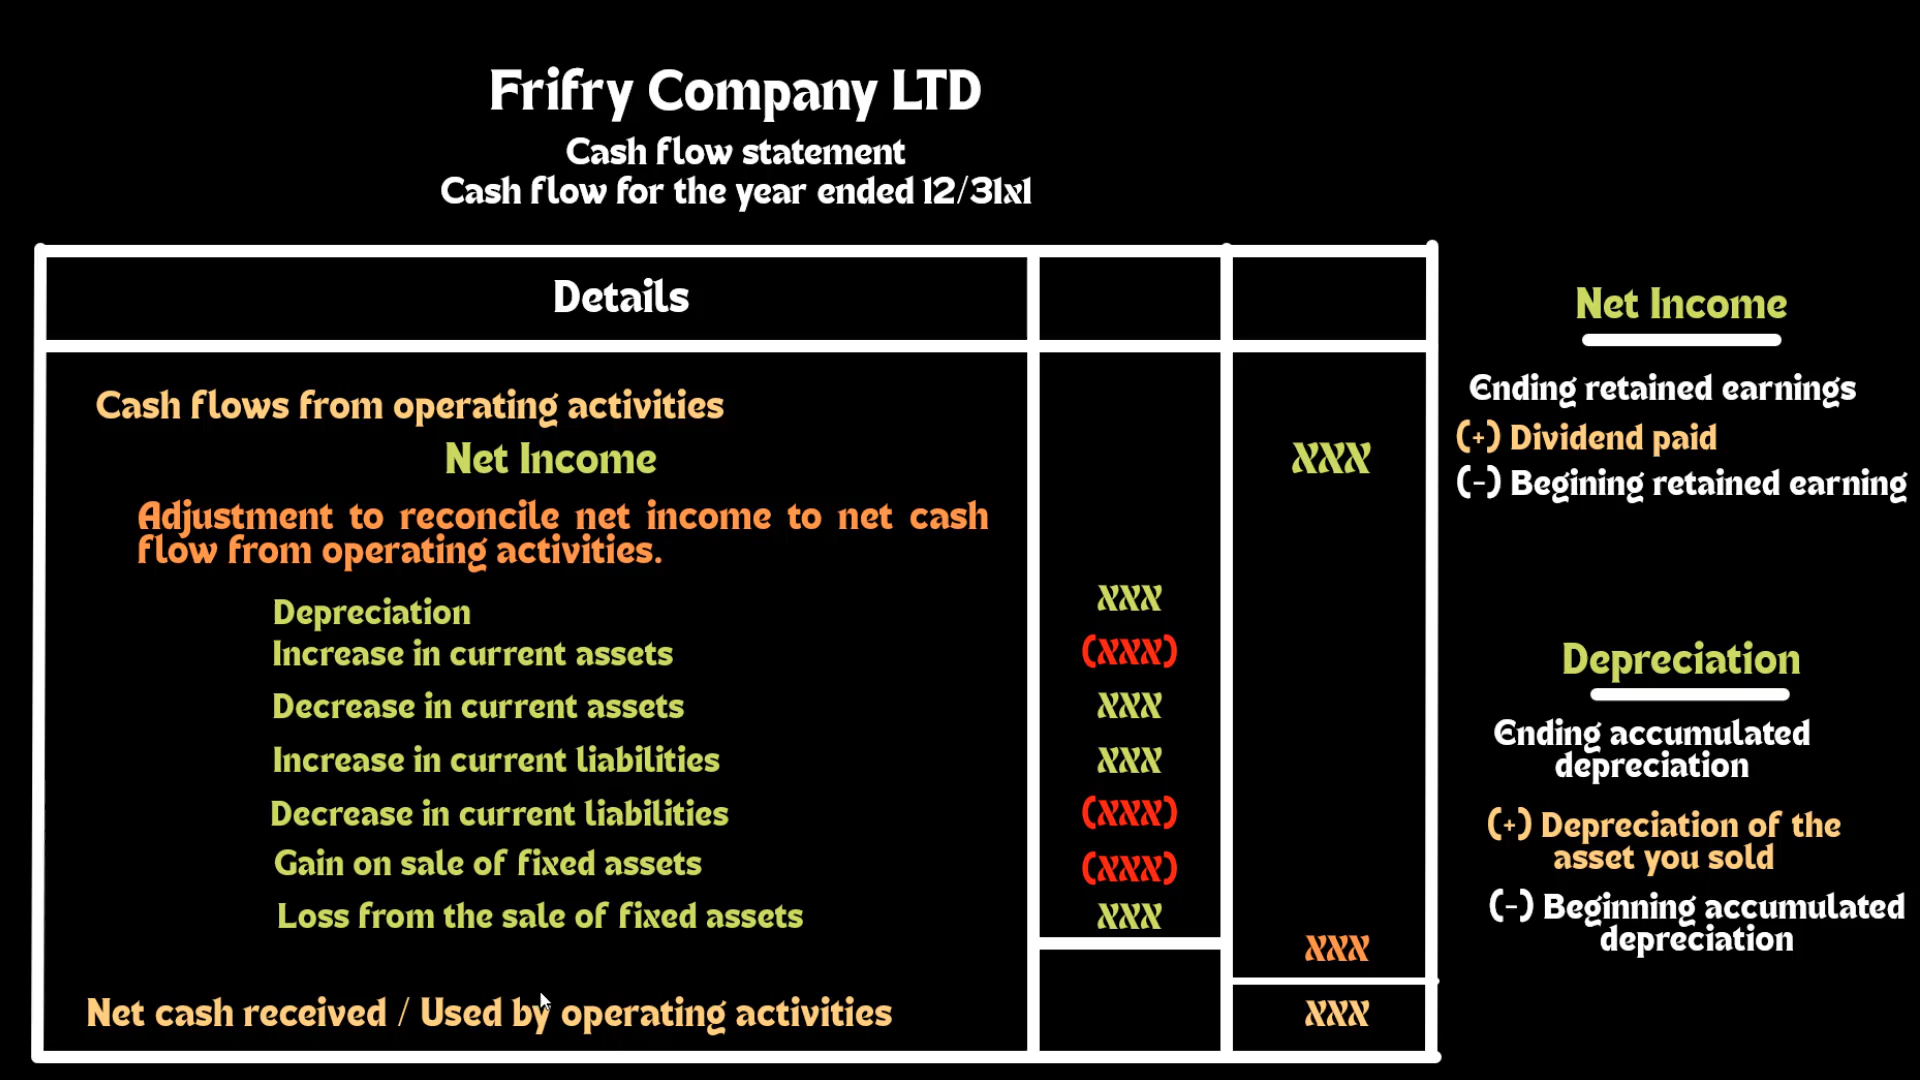 Frifry Company LTD
Cash flow statement
Cash flow for the year ended 12/31x1
Details
Cash flows from operating activities
Net Income XXX
Adjustment to reconcile net income to net cash
flow from operating activities.
Depreciation XXX
Increase in current assets (XXX)
Decrease in current assets XXX
Increase in current liabilities XXX
Decrease in current liabilities (XXX)
Gain on sale of fixed assets (XXX)
Loss from the sale of fixed assets XXX
XXX
Net cash received / Used by operating activities XXX
Net Income
Ending retained earnings
(+) Dividend paid
(-) Begining retained earning
Depreciation
Ending accumulated
depreciation
(+) Depreciation of the
asset you sold
(-) Beginning accumulated
depreciation